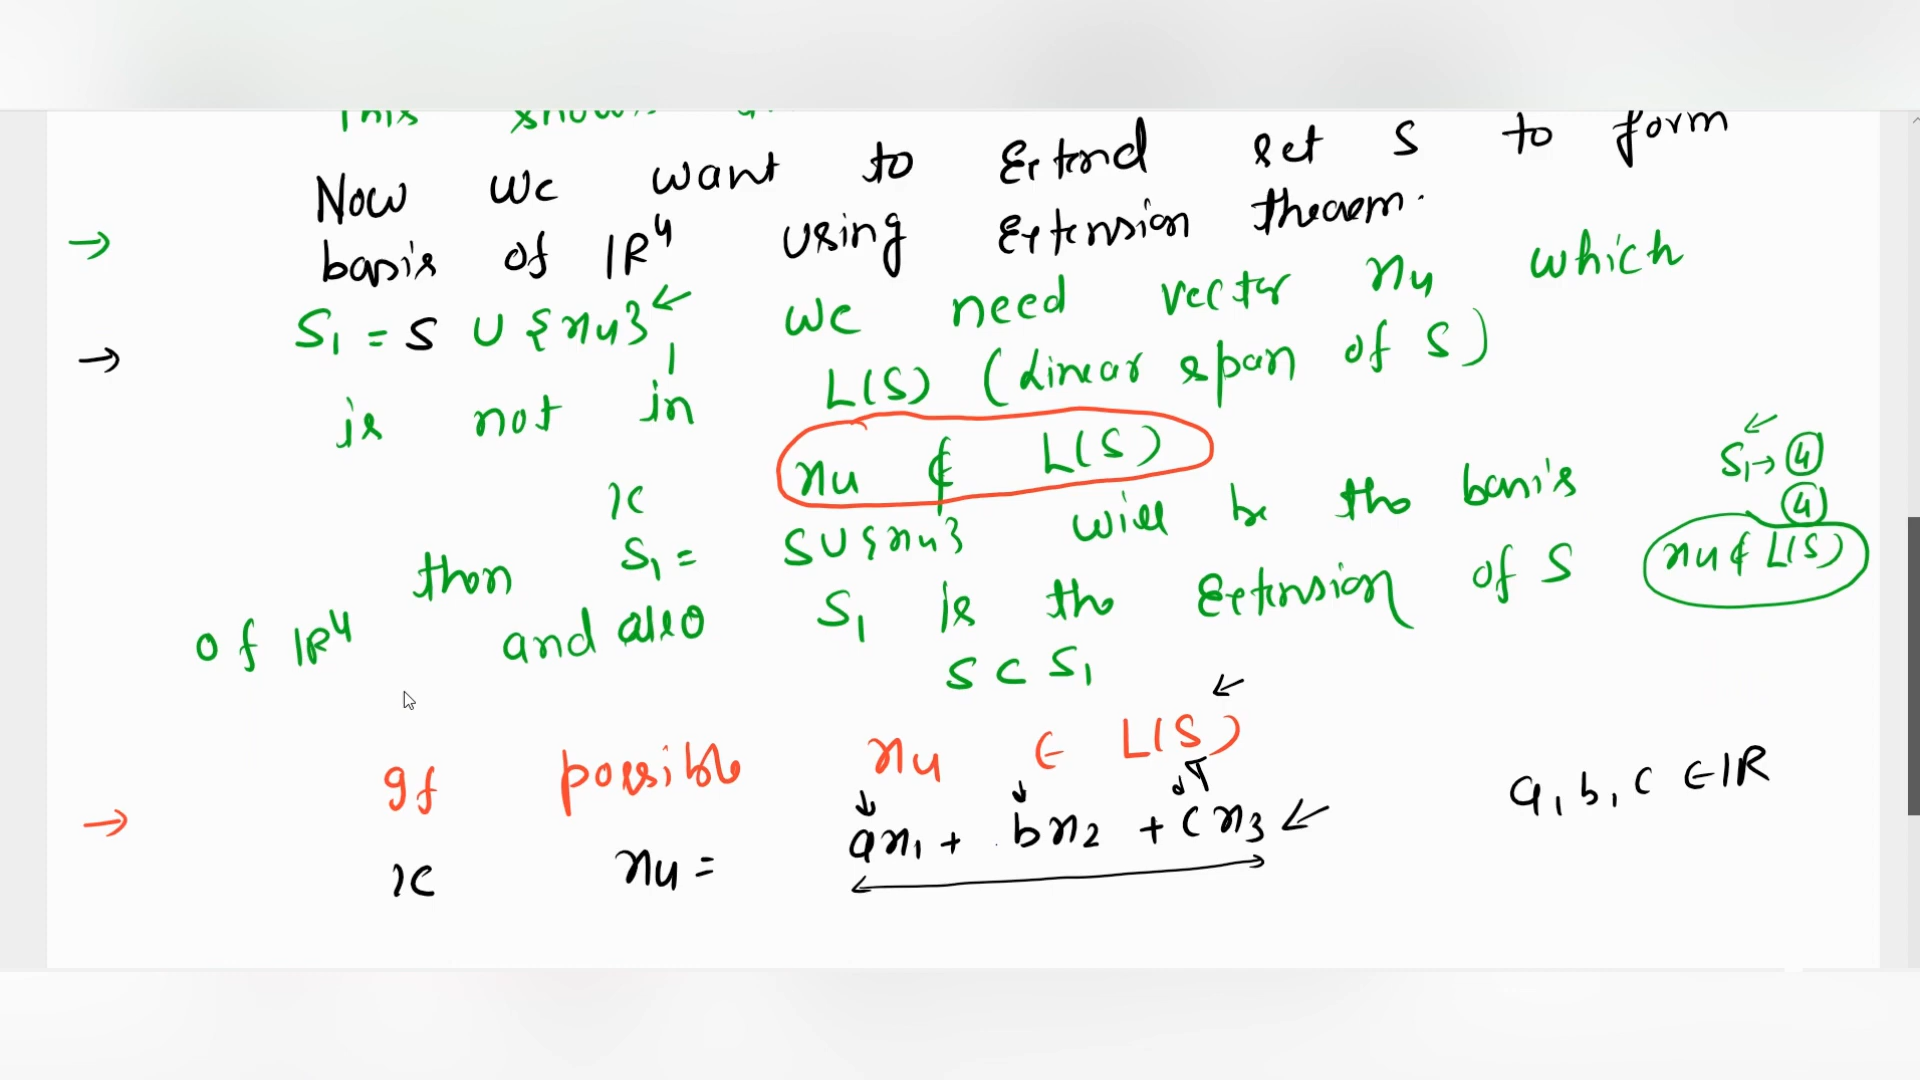 This shows
Now we want to Extend set S to form
→ basis of IR⁴ using Extension theorem.
→ S₁ = S ∪ {x₄}, ← we need vector x₄ which
is not in L(S) (Linear span of S)
ie x₄ ∉ L(S)
S₁ → ④
④
then S₁ = S∪{x₄} will be the basis
x₄ ∉ L(S)
of IR⁴ and also S₁ is the Extension of S
S ⊂ S₁
→ If possible x₄ ∈ L(S)
ie x₄ = ax₁ + bx₂ + cx₃ ← a, b, c ∈ IR